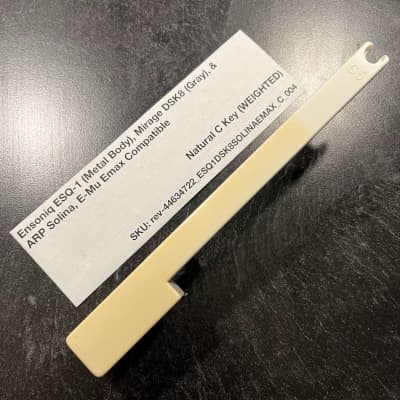 Ensoniq ESQ-1 (Metal Body), Mirage DSK8 (Gray), &
ARP Solina, E-Mu Emax Compatible
Natural C Key (WEIGHTED)
SKU: rev-44634722_ESQ1DSK8SOLINAEMAX_C_004